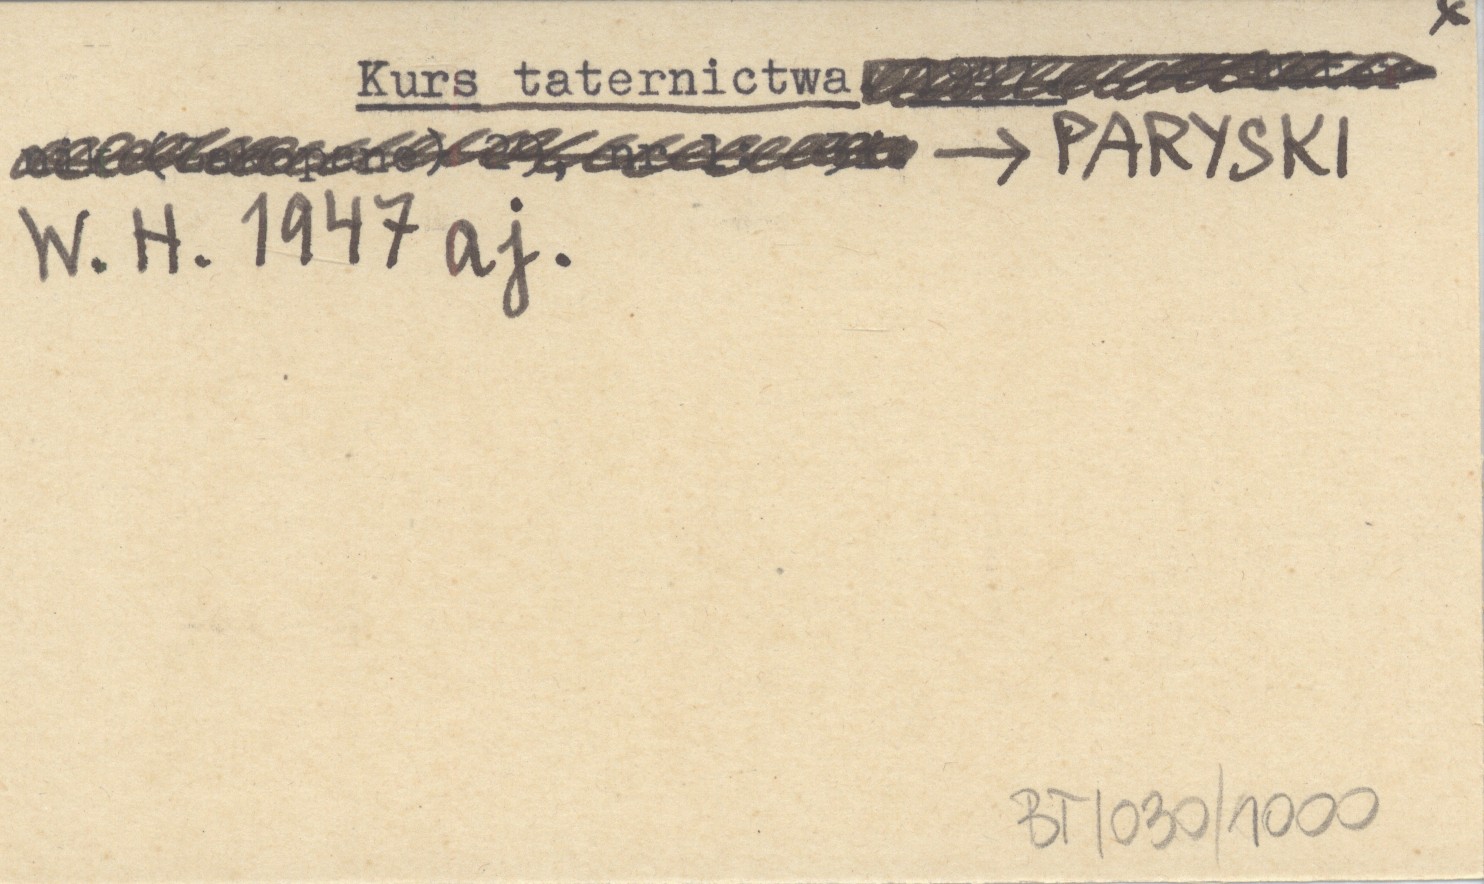 x
Kurs taternictwa
→ PARYSKI
W. H. 1947 aj.
BT/030/1000